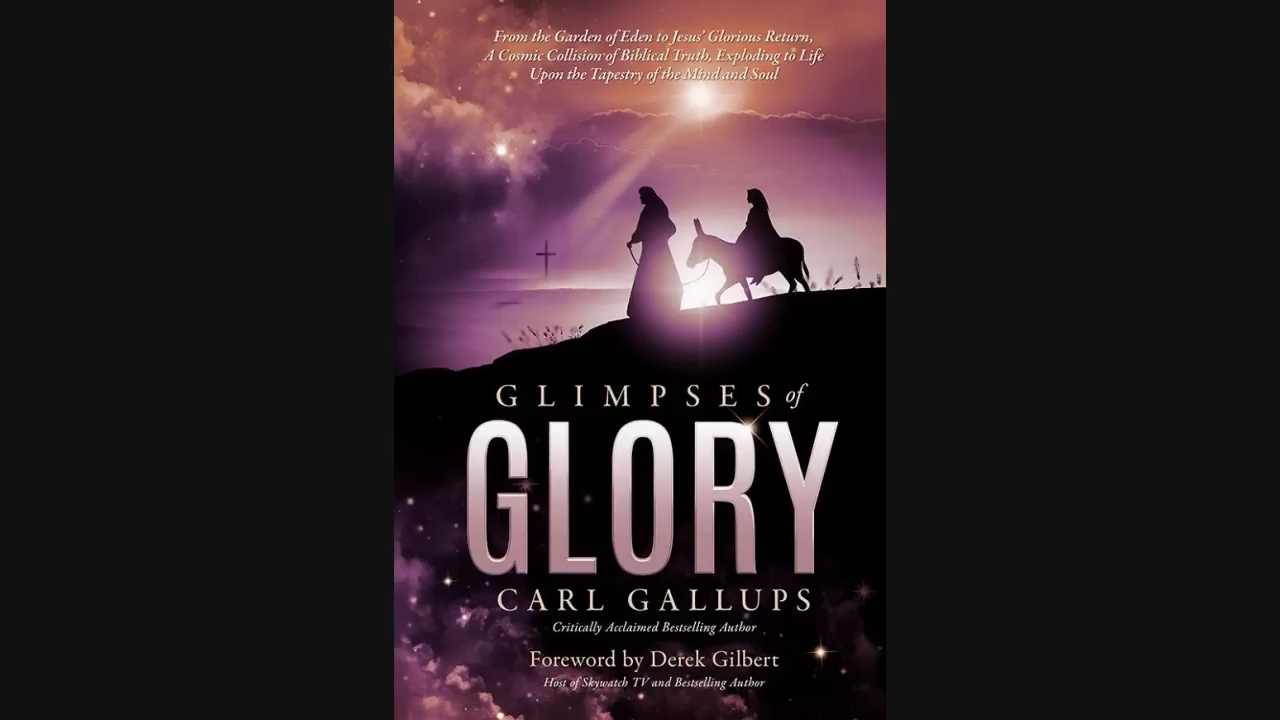 From the Garden of Eden to Jesus' Glorious Return,
A Cosmic Collision of Biblical Truth, Exploding to Life
Upon the Tapestry of the Mind and Soul
GLIMPSES of
GLORY
CARL GALLUPS
Critically Acclaimed Bestselling Author
Foreword by Derek Gilbert
Host of Skywatch TV and Bestselling Author